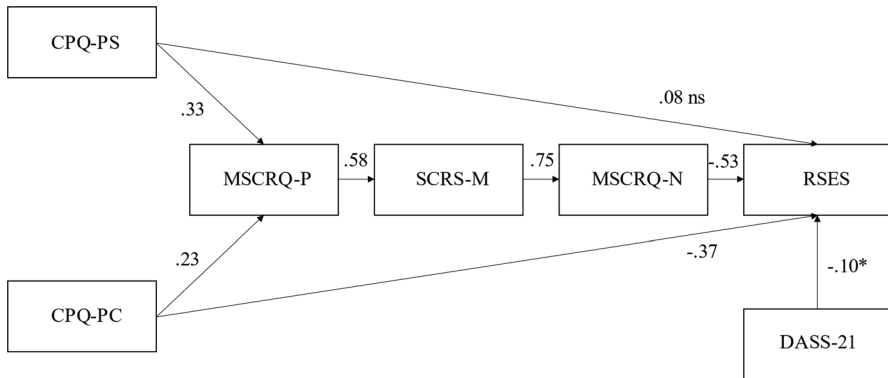 CPQ-PS
.08 ns
.33
MSCRQ-P
.58
SCRS-M
.75
MSCRQ-N
-.53
RSES
.23
-.37
-.10*
CPQ-PC
DASS-21